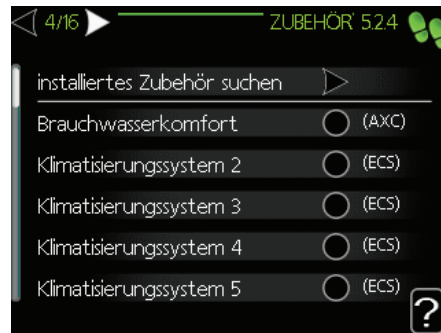 4/16
ZUBEHÖR 5.2.4
installiertes Zubehör suchen
Brauchwasserkomfort (AXC)
Klimatisierungssystem 2 (ECS)
Klimatisierungssystem 3 (ECS)
Klimatisierungssystem 4 (ECS)
Klimatisierungssystem 5 (ECS)
?